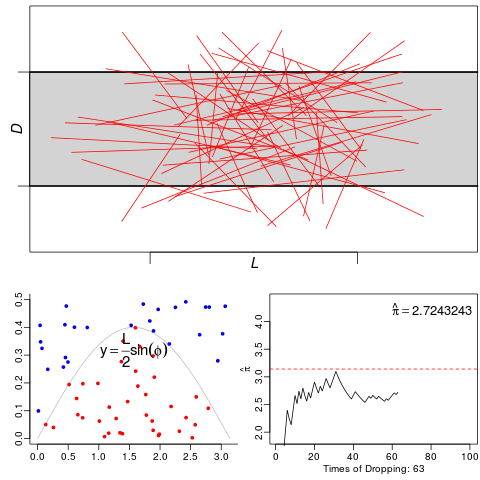 D
L
0.0 0.1 0.2 0.3 0.4 0.5
y = L/2 sin(ϕ)
0.0 0.5 1.0 1.5 2.0 2.5 3.0
π̂ = 2.7243243
π̂
2.0 2.5 3.0 3.5 4.0
0 20 40 60 80 100
Times of Dropping: 63